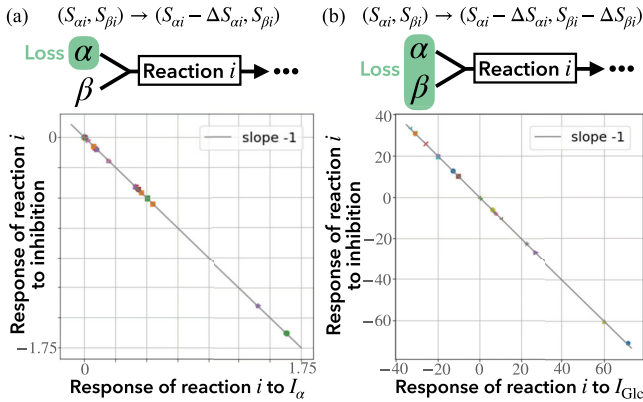 (a) (S_{αi}, S_{βi}) → (S_{αi} − ΔS_{αi}, S_{βi})
Loss α
β
Reaction i
•••
slope -1
0
−1.75
0
1.75
Response of reaction i
to inhibition
Response of reaction i to I_α
(b) (S_{αi}, S_{βi}) → (S_{αi} − ΔS_{αi}, S_{βi} − ΔS_{βi})
Loss α
β
Reaction i
•••
slope -1
40
20
0
−20
−40
−60
−40
−20
0
20
40
60
Response of reaction i
to inhibition
Response of reaction i to I_{Glc}